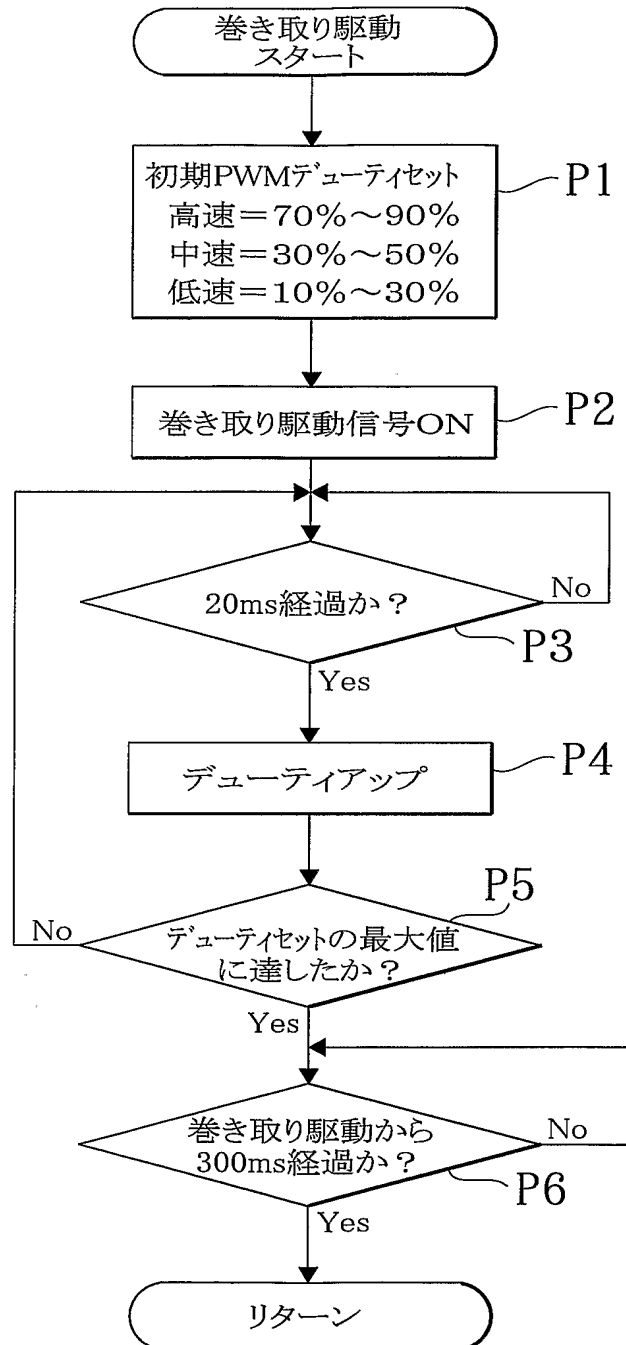 巻き取り駆動
スタート
初期PWMデューティセット
高速=70%～90%
中速=30%～50%
低速=10%～30%
P1
巻き取り駆動信号ON
P2
20ms経過か？
No
P3
Yes
デューティアップ
P4
P5
デューティセットの最大値
に達したか？
No
Yes
巻き取り駆動から
300ms経過か？
No
P6
Yes
リターン